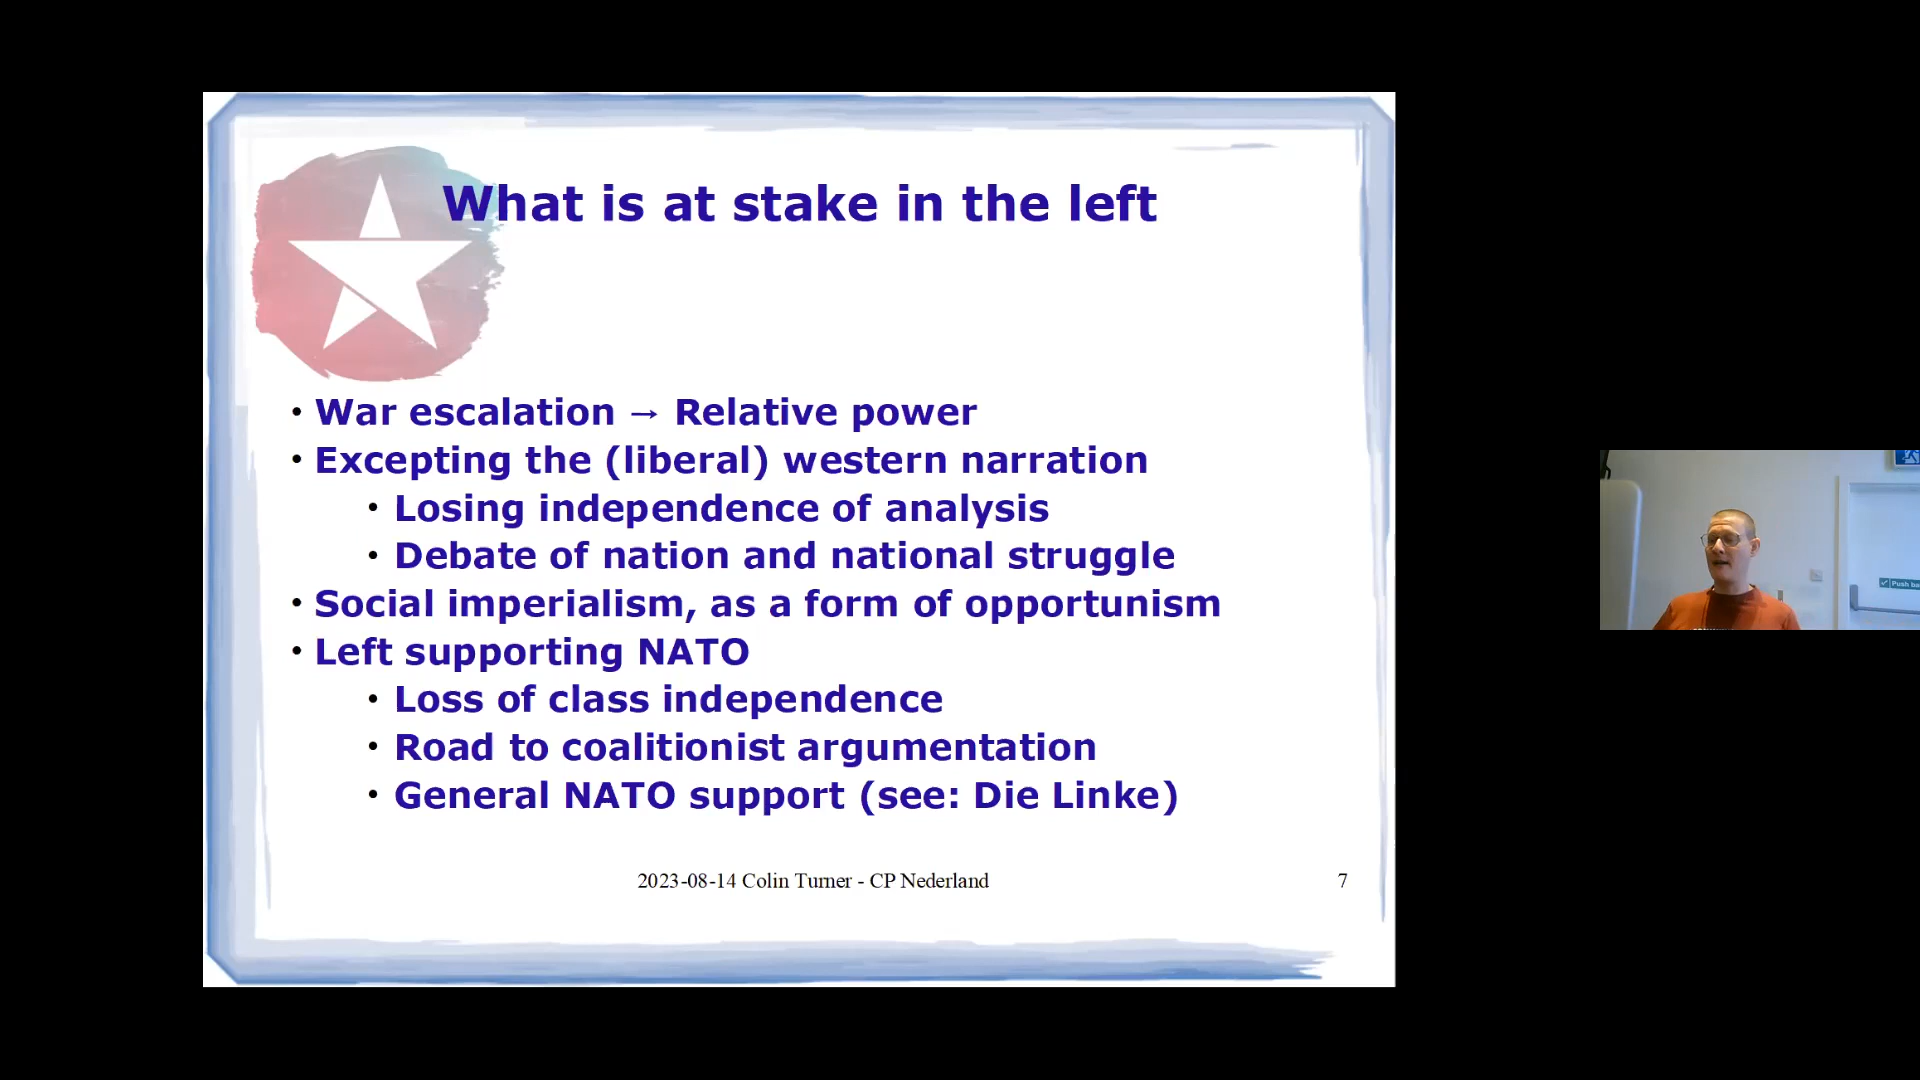 What is at stake in the left
• War escalation → Relative power
• Excepting the (liberal) western narration
• Losing independence of analysis
• Debate of nation and national struggle
• Social imperialism, as a form of opportunism
• Left supporting NATO
• Loss of class independence
• Road to coalitionist argumentation
• General NATO support (see: Die Linke)
2023-08-14 Colin Turner - CP Nederland
7
Push